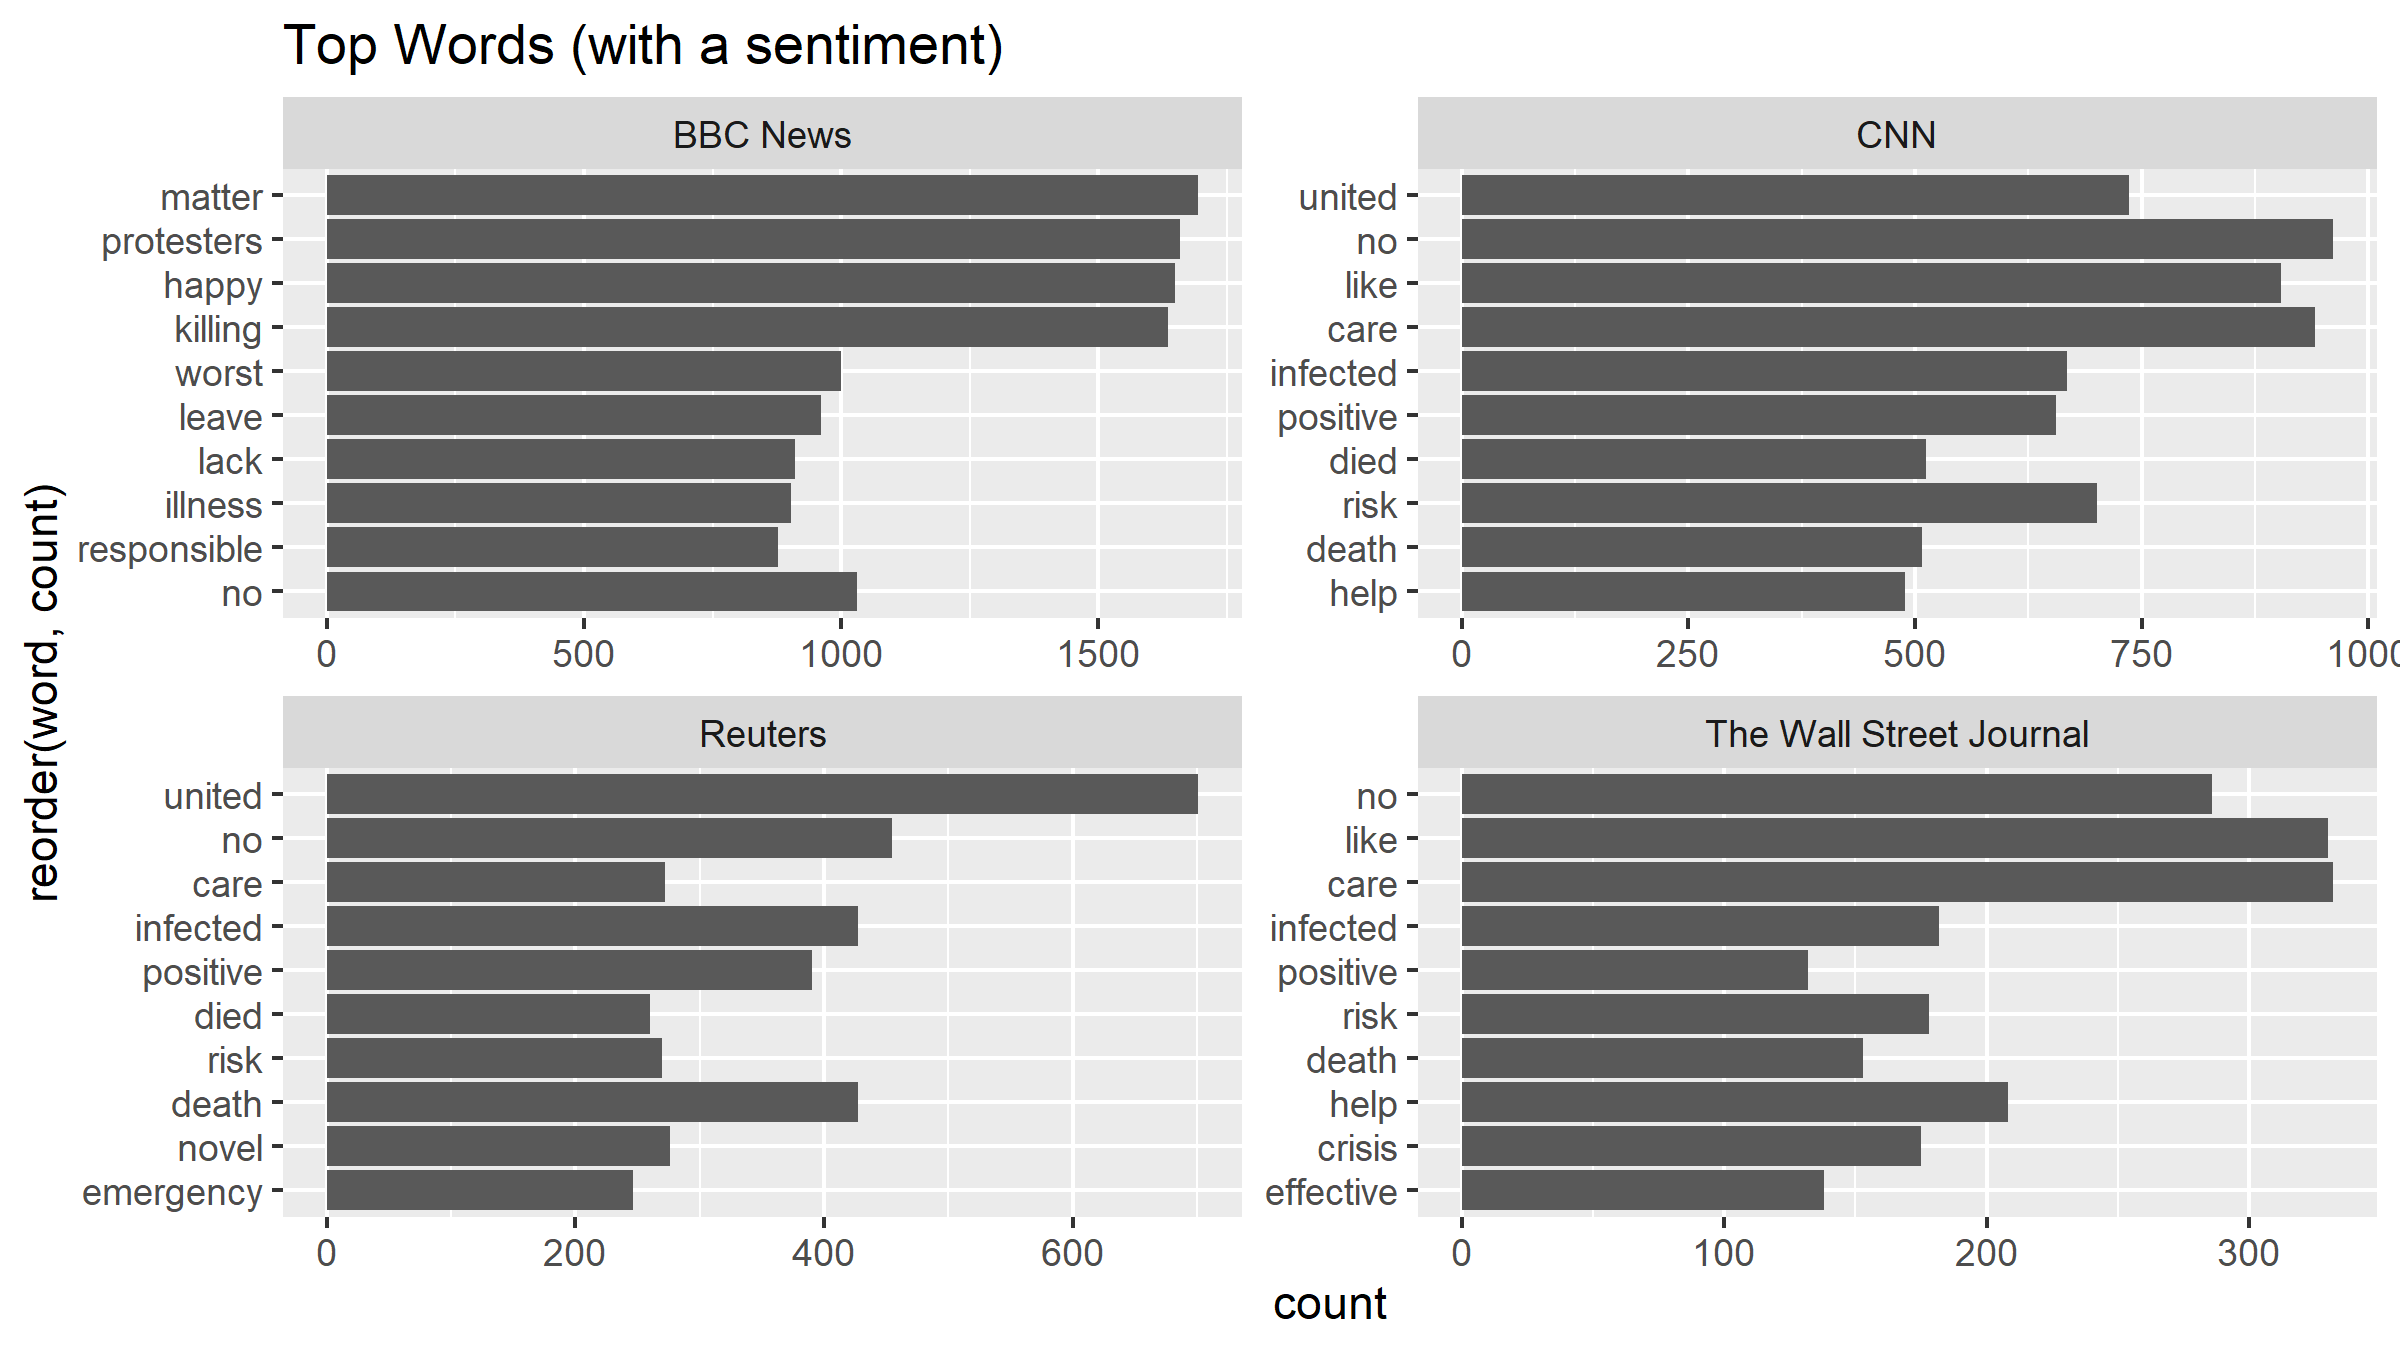 Top Words (with a sentiment)
BBC News
matter
protesters
happy
killing
worst
leave
lack
illness
responsible
no
0 500 1000 1500
CNN
united
no
like
care
infected
positive
died
risk
death
help
0 250 500 750 1000
Reuters
united
no
care
infected
positive
died
risk
death
novel
emergency
0 200 400 600
The Wall Street Journal
no
like
care
infected
positive
risk
death
help
crisis
effective
0 100 200 300
reorder(word, count)
count